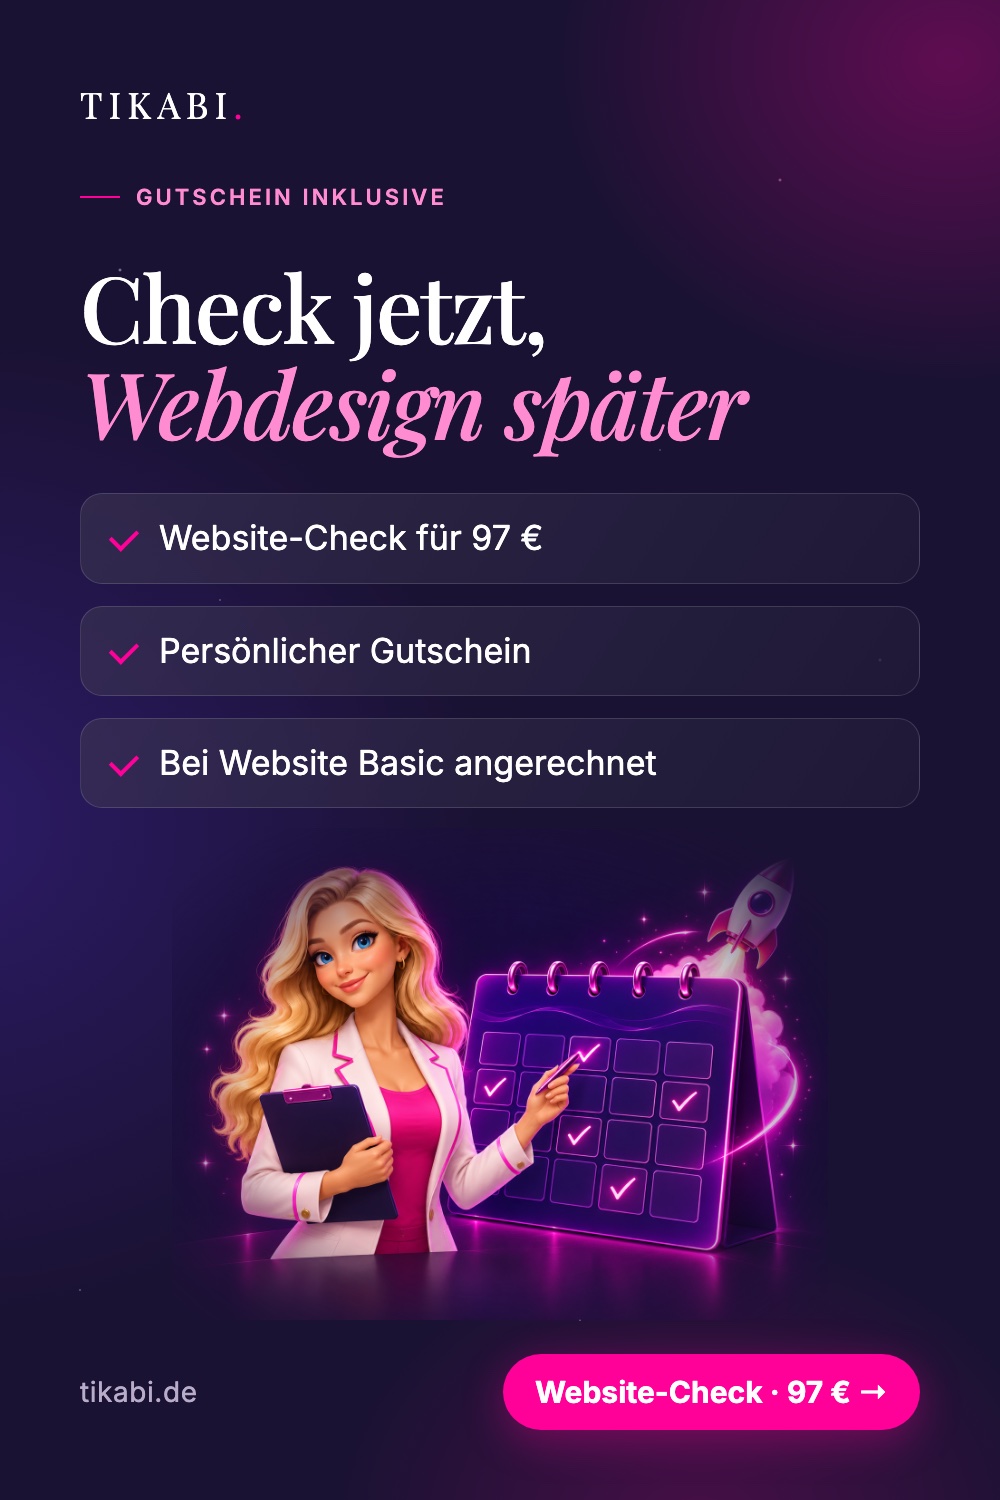 TIKABI.
GUTSCHEIN INKLUSIVE
Check jetzt,
Webdesign später
Website-Check für 97 €
Persönlicher Gutschein
Bei Website Basic angerechnet
tikabi.de
Website-Check · 97 € →